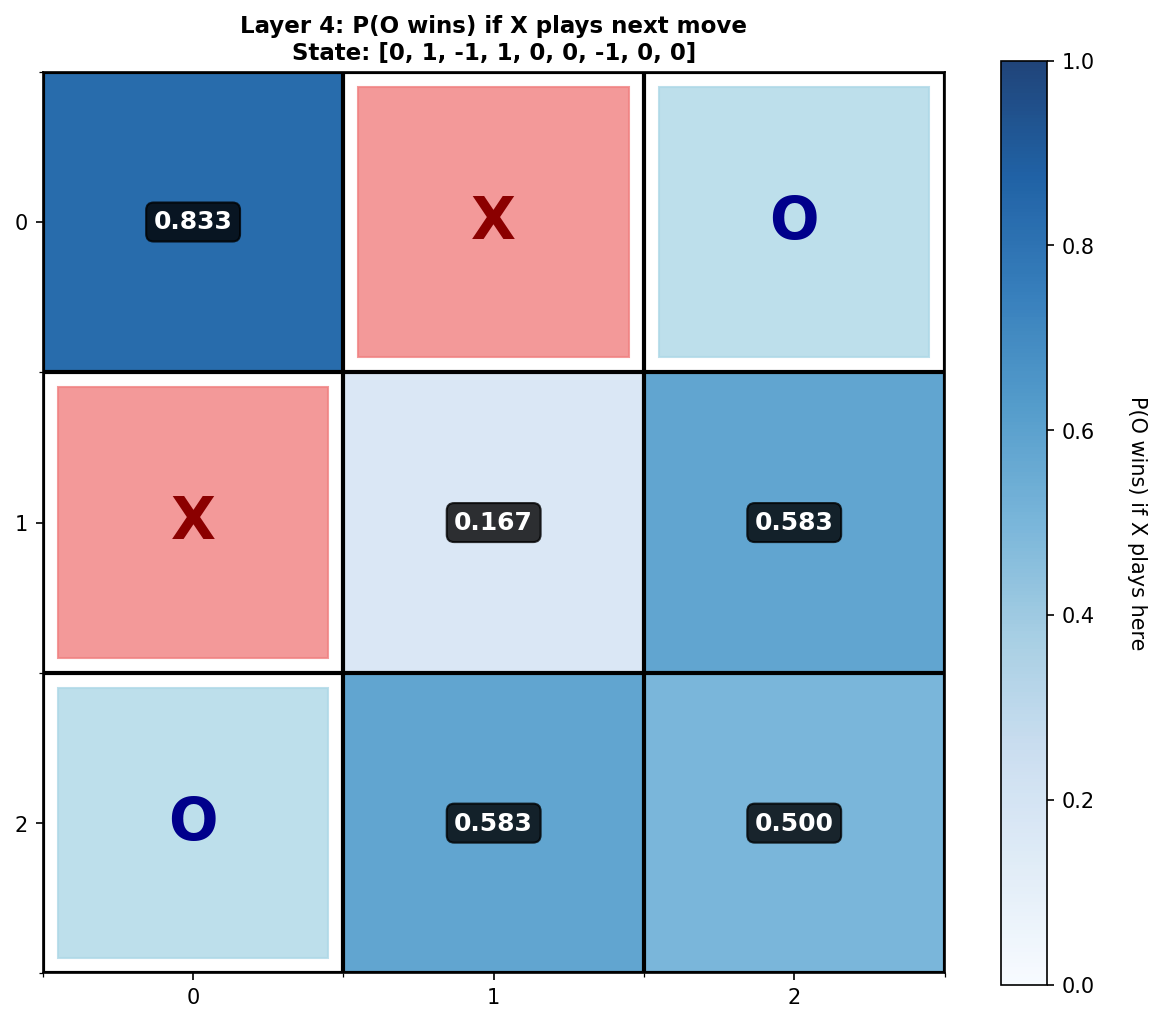 Layer 4: P(O wins) if X plays next move
State: [0, 1, -1, 1, 0, 0, -1, 0, 0]
0.833 X O
X 0.167 0.583
O 0.583 0.500
0
1
2
0 1 2
1.0
0.8
0.6
0.4
0.2
0.0
P(O wins) if X plays here